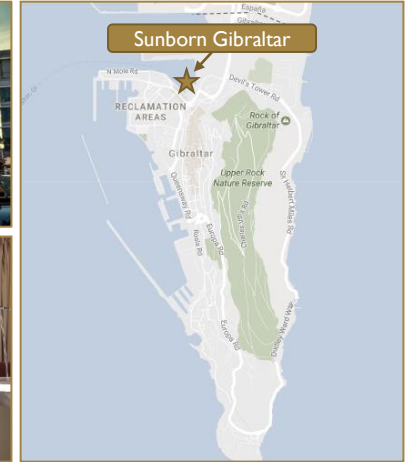 Sunborn Gibraltar
España
N Mole Rd
Devil's Tower Rd
RECLAMATION
AREAS
Rock of
Gibraltar
Gibraltar
Upper Rock
Nature Reserve
Sir Herbert Miles Rd
Queensway Rd
Europa Rd
Rosia Rd
Europa Rd
Dudley Ward Way